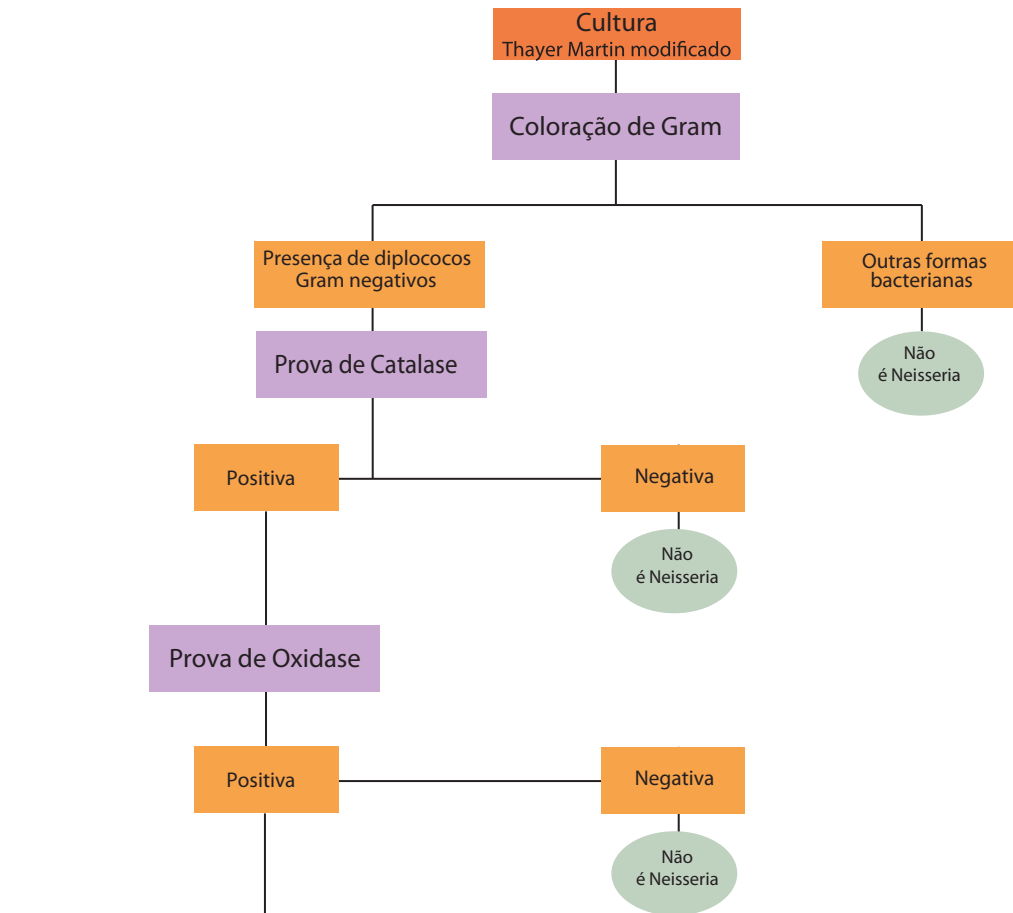 Cultura
Thayer Martin modificado
Coloração de Gram
Presença de diplococos
Gram negativos
Outras formas
bacterianas
Não
é Neisseria
Prova de Catalase
Positiva
Negativa
Não
é Neisseria
Prova de Oxidase
Positiva
Negativa
Não
é Neisseria